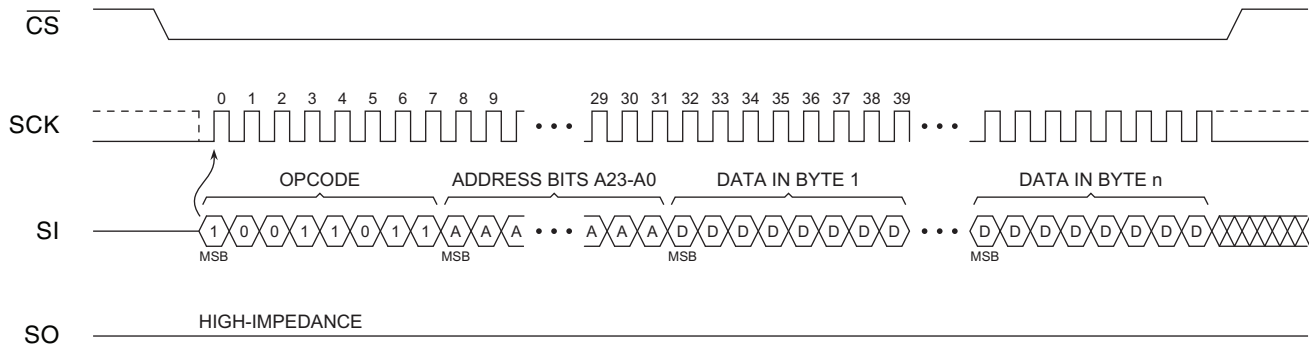 CS
0 1 2 3 4 5 6 7 8 9 29 30 31 32 33 34 35 36 37 38 39
SCK
OPCODE ADDRESS BITS A23-A0 DATA IN BYTE 1 DATA IN BYTE n
SI 1 0 0 1 1 0 1 1 A A A A A A D D D D D D D D D D D D D D D D
MSB MSB MSB MSB
HIGH-IMPEDANCE
SO